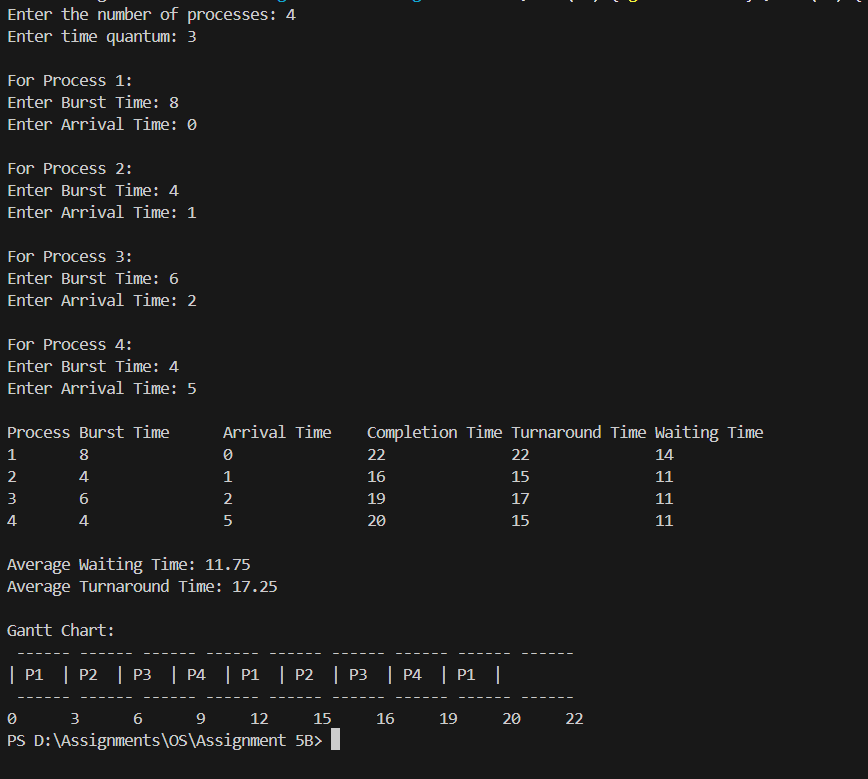 Enter the number of processes: 4
Enter time quantum: 3
For Process 1:
Enter Burst Time: 8
Enter Arrival Time: 0
For Process 2:
Enter Burst Time: 4
Enter Arrival Time: 1
For Process 3:
Enter Burst Time: 6
Enter Arrival Time: 2
For Process 4:
Enter Burst Time: 4
Enter Arrival Time: 5
Process Burst Time      Arrival Time    Completion Time Turnaround Time Waiting Time
1       8               0               22              22              14
2       4               1               16              15              11
3       6               2               19              17              11
4       4               5               20              15              11
Average Waiting Time: 11.75
Average Turnaround Time: 17.25
Gantt Chart:
 ------ ------ ------ ------ ------ ------ ------ ------ ------
| P1  | P2  | P3  | P4  | P1  | P2  | P3  | P4  | P1  |
 ------ ------ ------ ------ ------ ------ ------ ------ ------
0      3      6      9     12     15     16     19     20     22
PS D:\Assignments\OS\Assignment 5B>